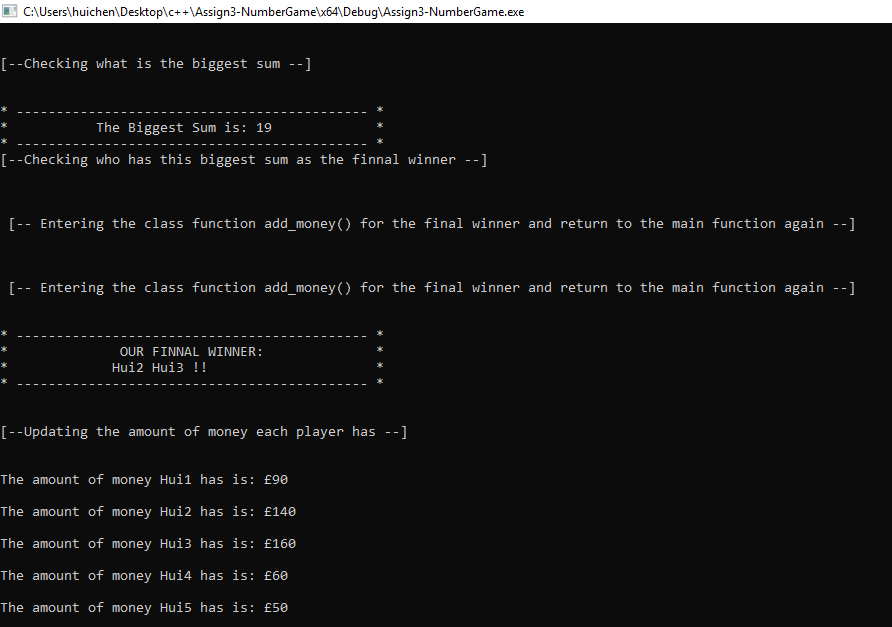 C:\Users\huichen\Desktop\c++\Assign3-NumberGame\x64\Debug\Assign3-NumberGame.exe
[--Checking what is the biggest sum --]
* -------------------------------------------- *
*           The Biggest Sum is: 19             *
* -------------------------------------------- *
[--Checking who has this biggest sum as the finnal winner --]
[-- Entering the class function add_money() for the final winner and return to the main function again --]
[-- Entering the class function add_money() for the final winner and return to the main function again --]
* -------------------------------------------- *
*              OUR FINNAL WINNER:              *
*             Hui2 Hui3 !!                     *
* -------------------------------------------- *
[--Updating the amount of money each player has --]
The amount of money Hui1 has is: £90
The amount of money Hui2 has is: £140
The amount of money Hui3 has is: £160
The amount of money Hui4 has is: £60
The amount of money Hui5 has is: £50